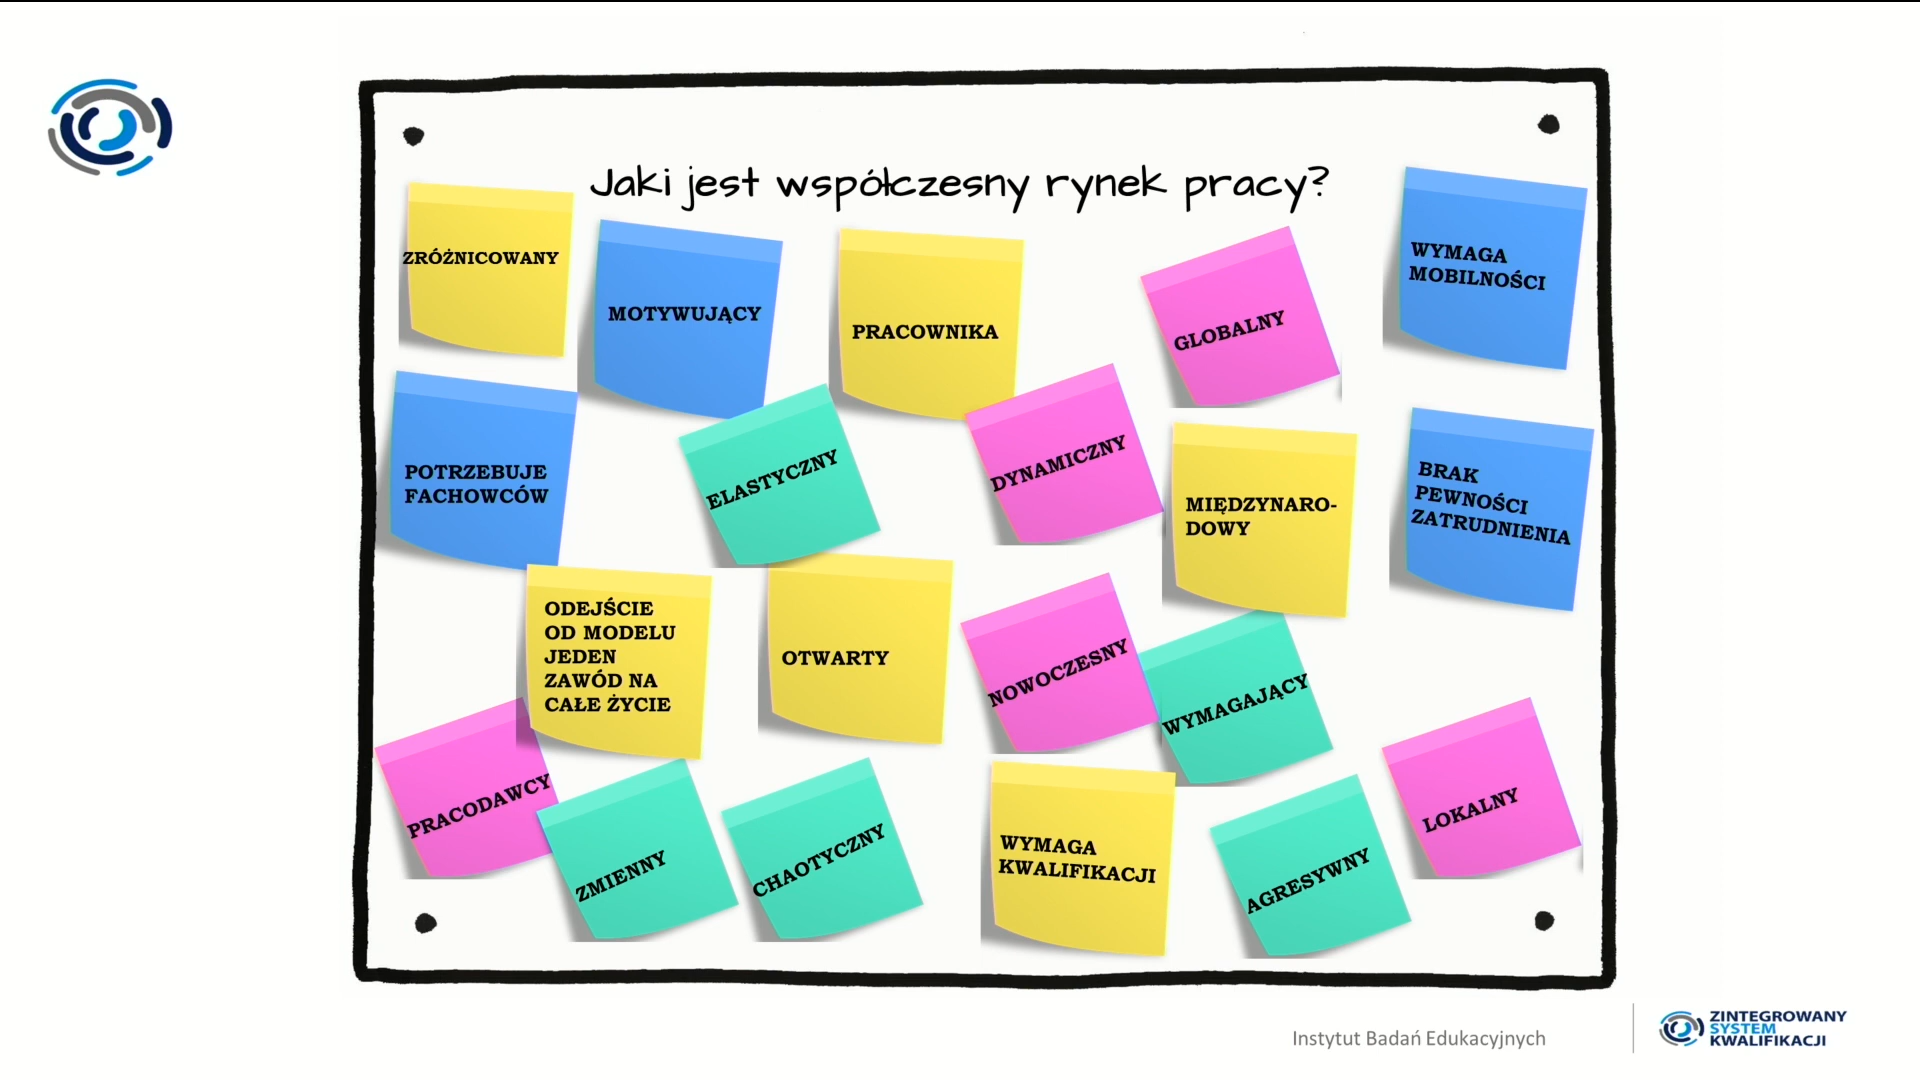 Jaki jest współczesny rynek pracy?
ZRÓŻNICOWANY
MOTYWUJĄCY
PRACOWNIKA
GLOBALNY
WYMAGA
MOBILNOŚCI
POTRZEBUJE
FACHOWCÓW
ELASTYCZNY
DYNAMICZNY
MIĘDZYNARO-
DOWY
BRAK
PEWNOŚCI
ZATRUDNIENIA
ODEJŚCIE
OD MODELU
JEDEN
ZAWÓD NA
CAŁE ŻYCIE
OTWARTY
NOWOCZESNY
WYMAGAJĄCY
PRACODAWCY
ZMIENNY
CHAOTYCZNY
WYMAGA
KWALIFIKACJI
AGRESYWNY
LOKALNY
Instytut Badań Edukacyjnych
ZINTEGROWANY
SYSTEM
KWALIFIKACJI